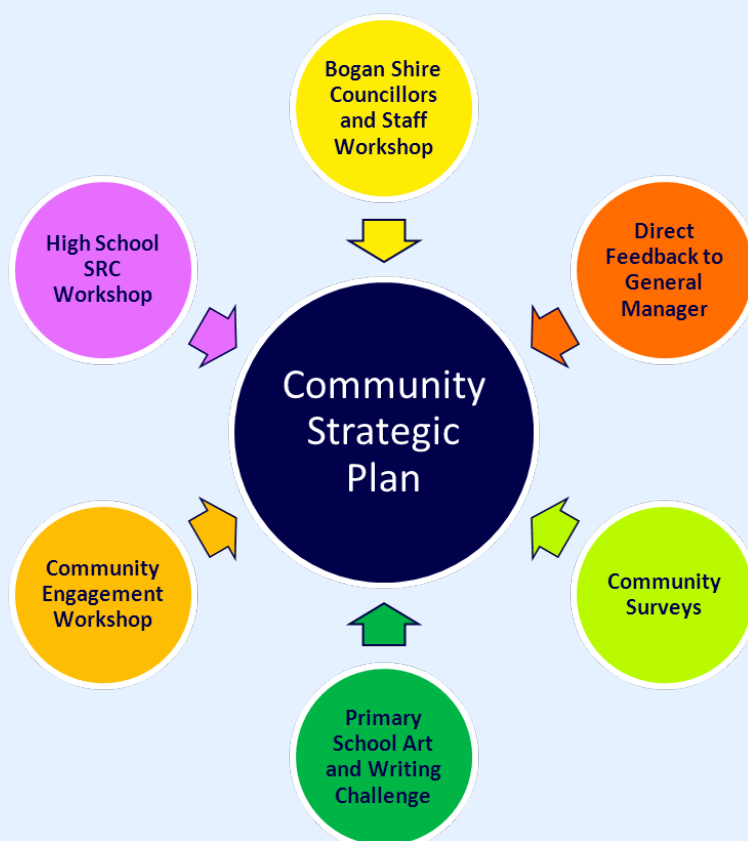 Bogan Shire
Councillors
and Staff
Workshop
High School
SRC
Workshop
Direct
Feedback to
General
Manager
Community
Strategic
Plan
Community
Engagement
Workshop
Community
Surveys
Primary
School Art
and Writing
Challenge